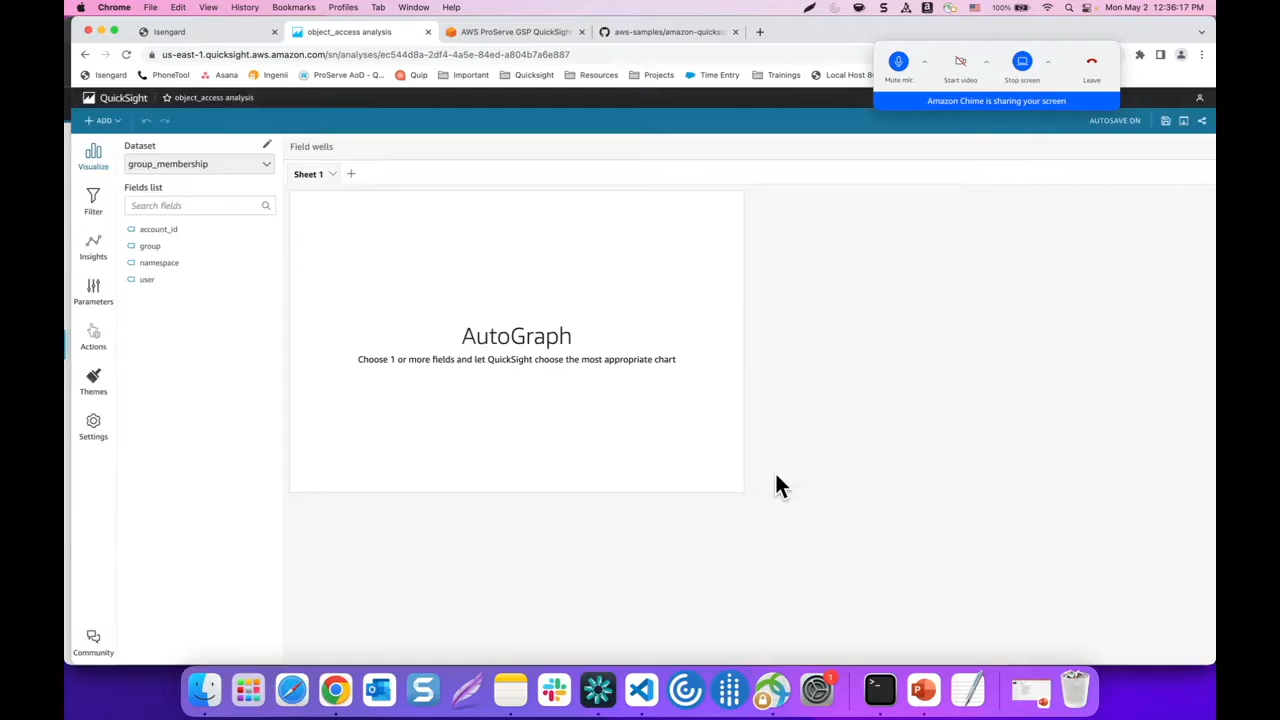 Chrome File Edit View History Bookmarks Profiles Tab Window Help
100% Mon May 2 12:36:17 PM
Isengard
object_access analysis
AWS ProServe GSP QuickSigh
aws-samples/amazon-quicksig
us-east-1.quicksight.aws.amazon.com/sn/analyses/ec544d8a-2df4-4a5e-84ed-a804b7a6e887
Isengard PhoneTool Asana Ingenii ProServe AoD - Q... Quip Important Quicksight Resources Projects Time Entry Trainings Local Host 8
Mute mic Start video Stop screen Leave
Amazon Chime is sharing your screen
QuickSight object_access analysis
ADD
AUTOSAVE ON
Visualize
Filter
Insights
Parameters
Actions
Themes
Settings
Community
Dataset
group_membership
Fields list
Search fields
account_id
group
namespace
user
Field wells
Sheet 1
AutoGraph
Choose 1 or more fields and let QuickSight choose the most appropriate chart
1